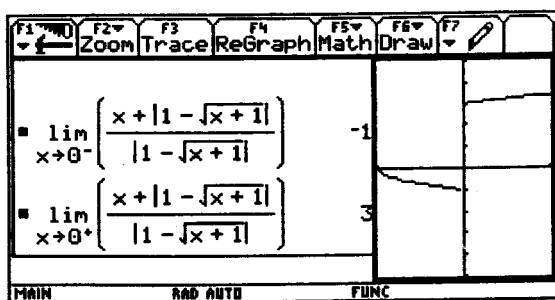 F1 F2 F3 F4 F5 F6 F7
Zoom Trace ReGraph Math Draw
▪ lim x→0⁻ ( (x + |1 - √(x + 1)|) / |1 - √(x + 1)| ) -1
▪ lim x→0⁺ ( (x + |1 - √(x + 1)|) / |1 - √(x + 1)| ) 3
MAIN RAD AUTO FUNC